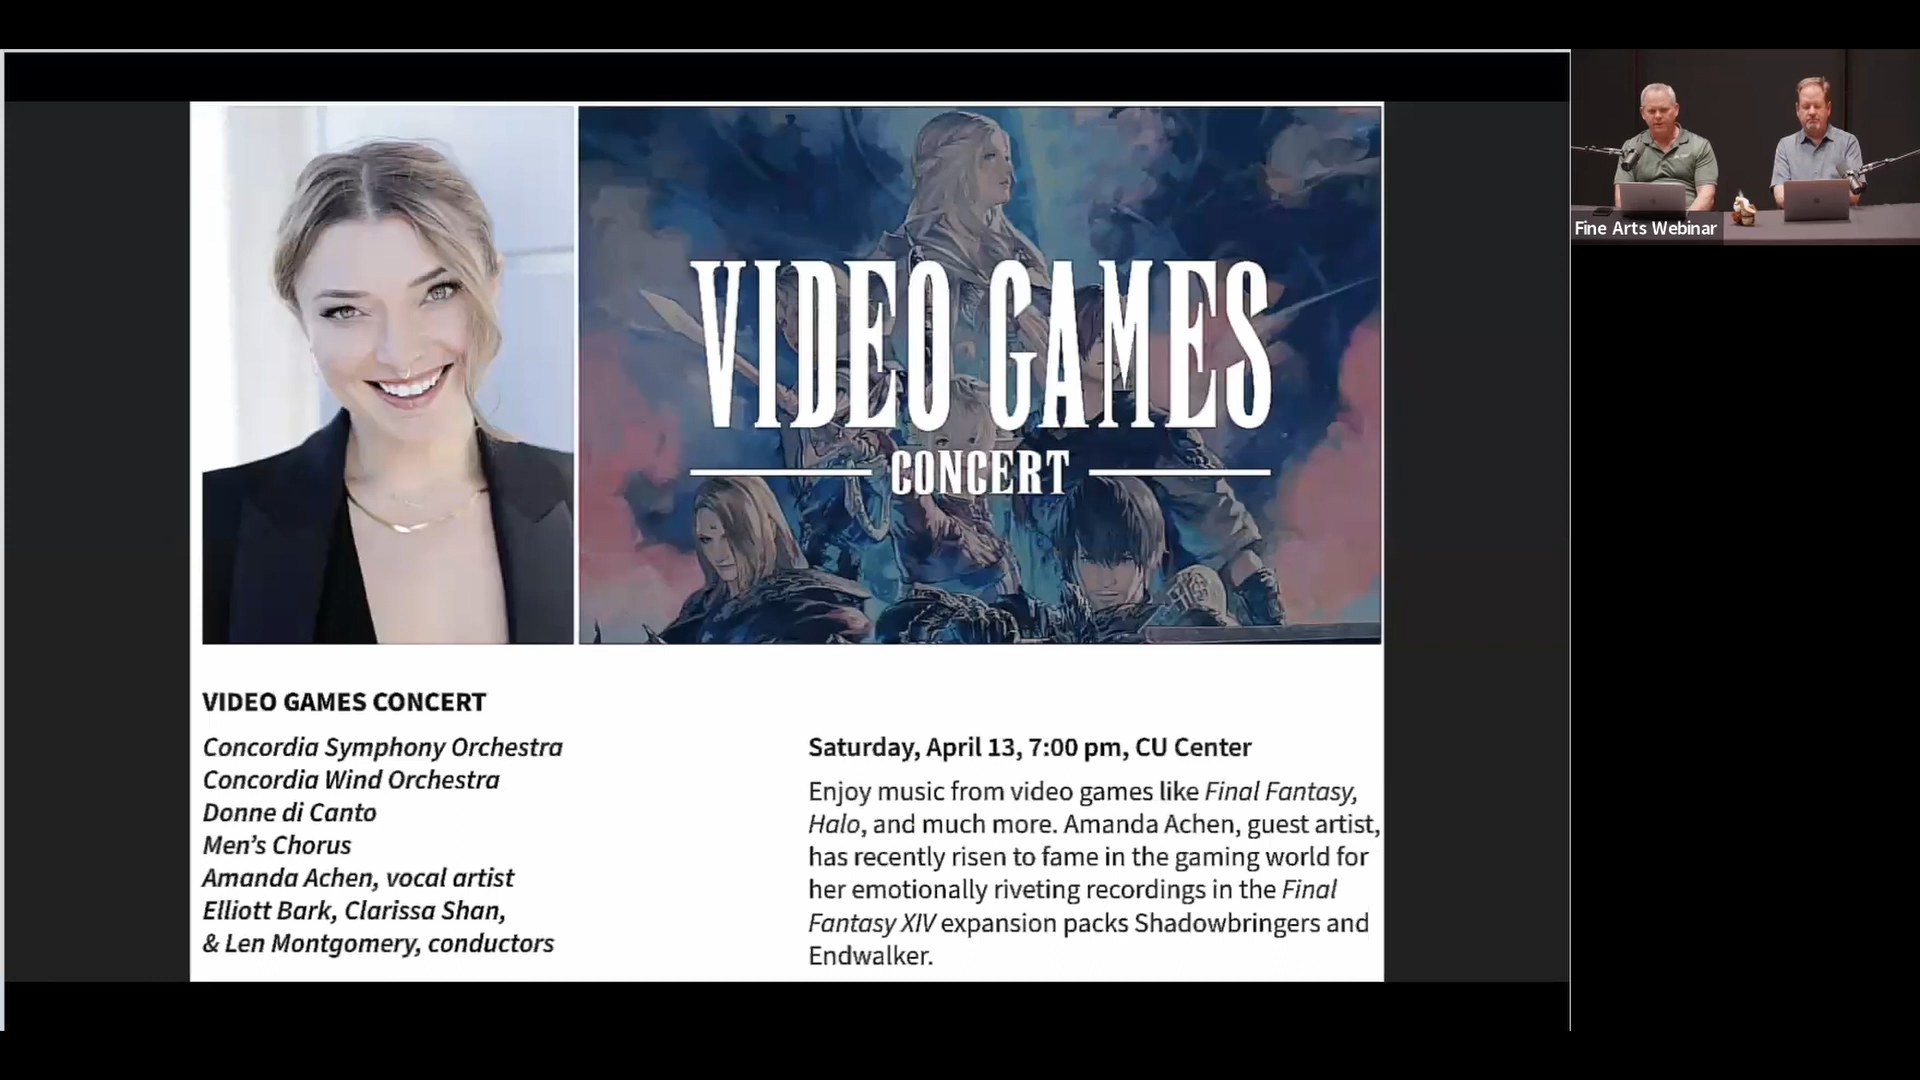 VIDEO GAMES
CONCERT
Fine Arts Webinar
VIDEO GAMES CONCERT
Concordia Symphony Orchestra
Concordia Wind Orchestra
Donne di Canto
Men’s Chorus
Amanda Achen, vocal artist
Elliott Bark, Clarissa Shan,
& Len Montgomery, conductors
Saturday, April 13, 7:00 pm, CU Center
Enjoy music from video games like Final Fantasy,
Halo, and much more. Amanda Achen, guest artist,
has recently risen to fame in the gaming world for
her emotionally riveting recordings in the Final
Fantasy XIV expansion packs Shadowbringers and
Endwalker.